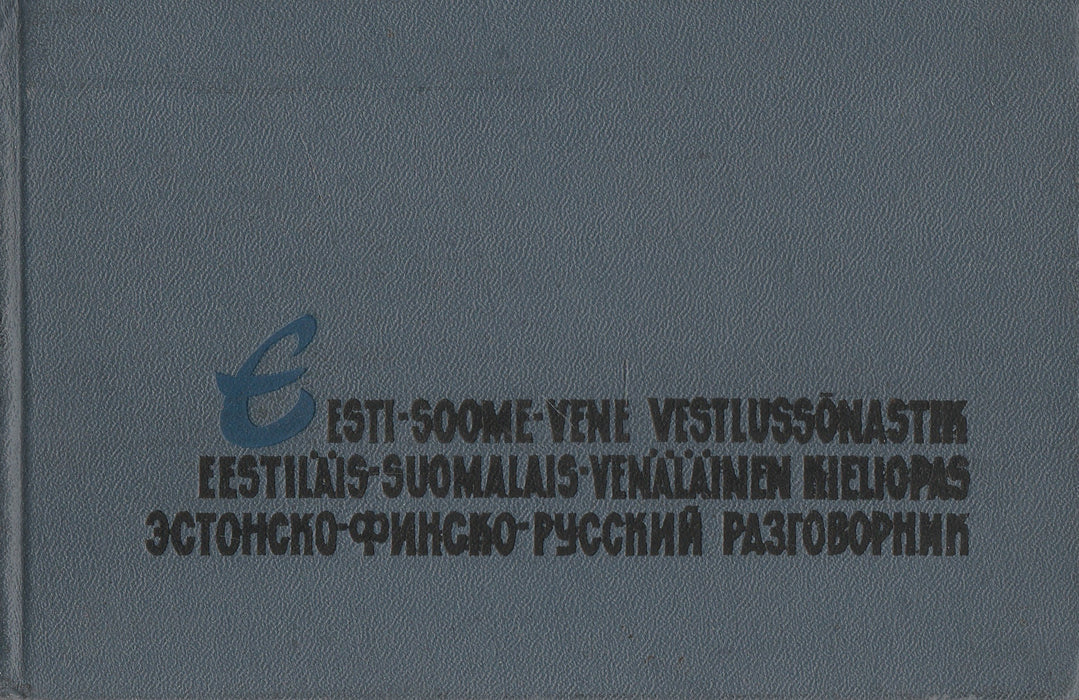 EESTI-SOOME-VENE VESTLUSSÕNASTIK
EESTILÄIS-SUOMALAIS-VENÄLÄINEN KIELIOPAS
ЭСТОНСКО-ФИНСКО-РУССКИЙ РАЗГОВОРНИК